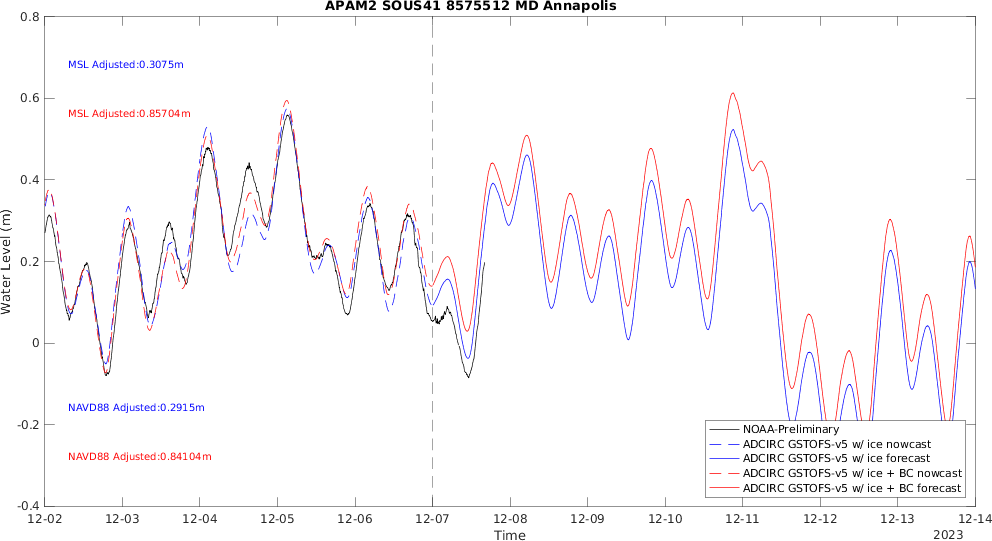 APAM2 SOUS41 8575512 MD Annapolis
0.8
0.6
0.4
0.2
0
-0.2
-0.4
Water Level (m)
MSL Adjusted:0.3075m
MSL Adjusted:0.85704m
NAVD88 Adjusted:0.2915m
NAVD88 Adjusted:0.84104m
NOAA-Preliminary
ADCIRC GSTOFS-v5 w/ ice nowcast
ADCIRC GSTOFS-v5 w/ ice forecast
ADCIRC GSTOFS-v5 w/ ice + BC nowcast
ADCIRC GSTOFS-v5 w/ ice + BC forecast
12-02 12-03 12-04 12-05 12-06 12-07 12-08 12-09 12-10 12-11 12-12 12-13 12-14
Time
2023